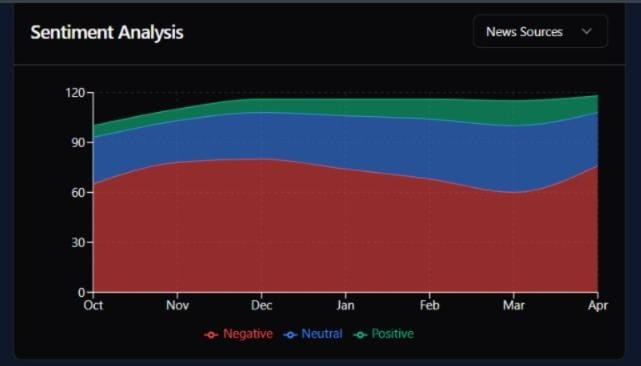 Sentiment Analysis
News Sources
120
90
60
30
0
Oct Nov Dec Jan Feb Mar Apr
Negative Neutral Positive